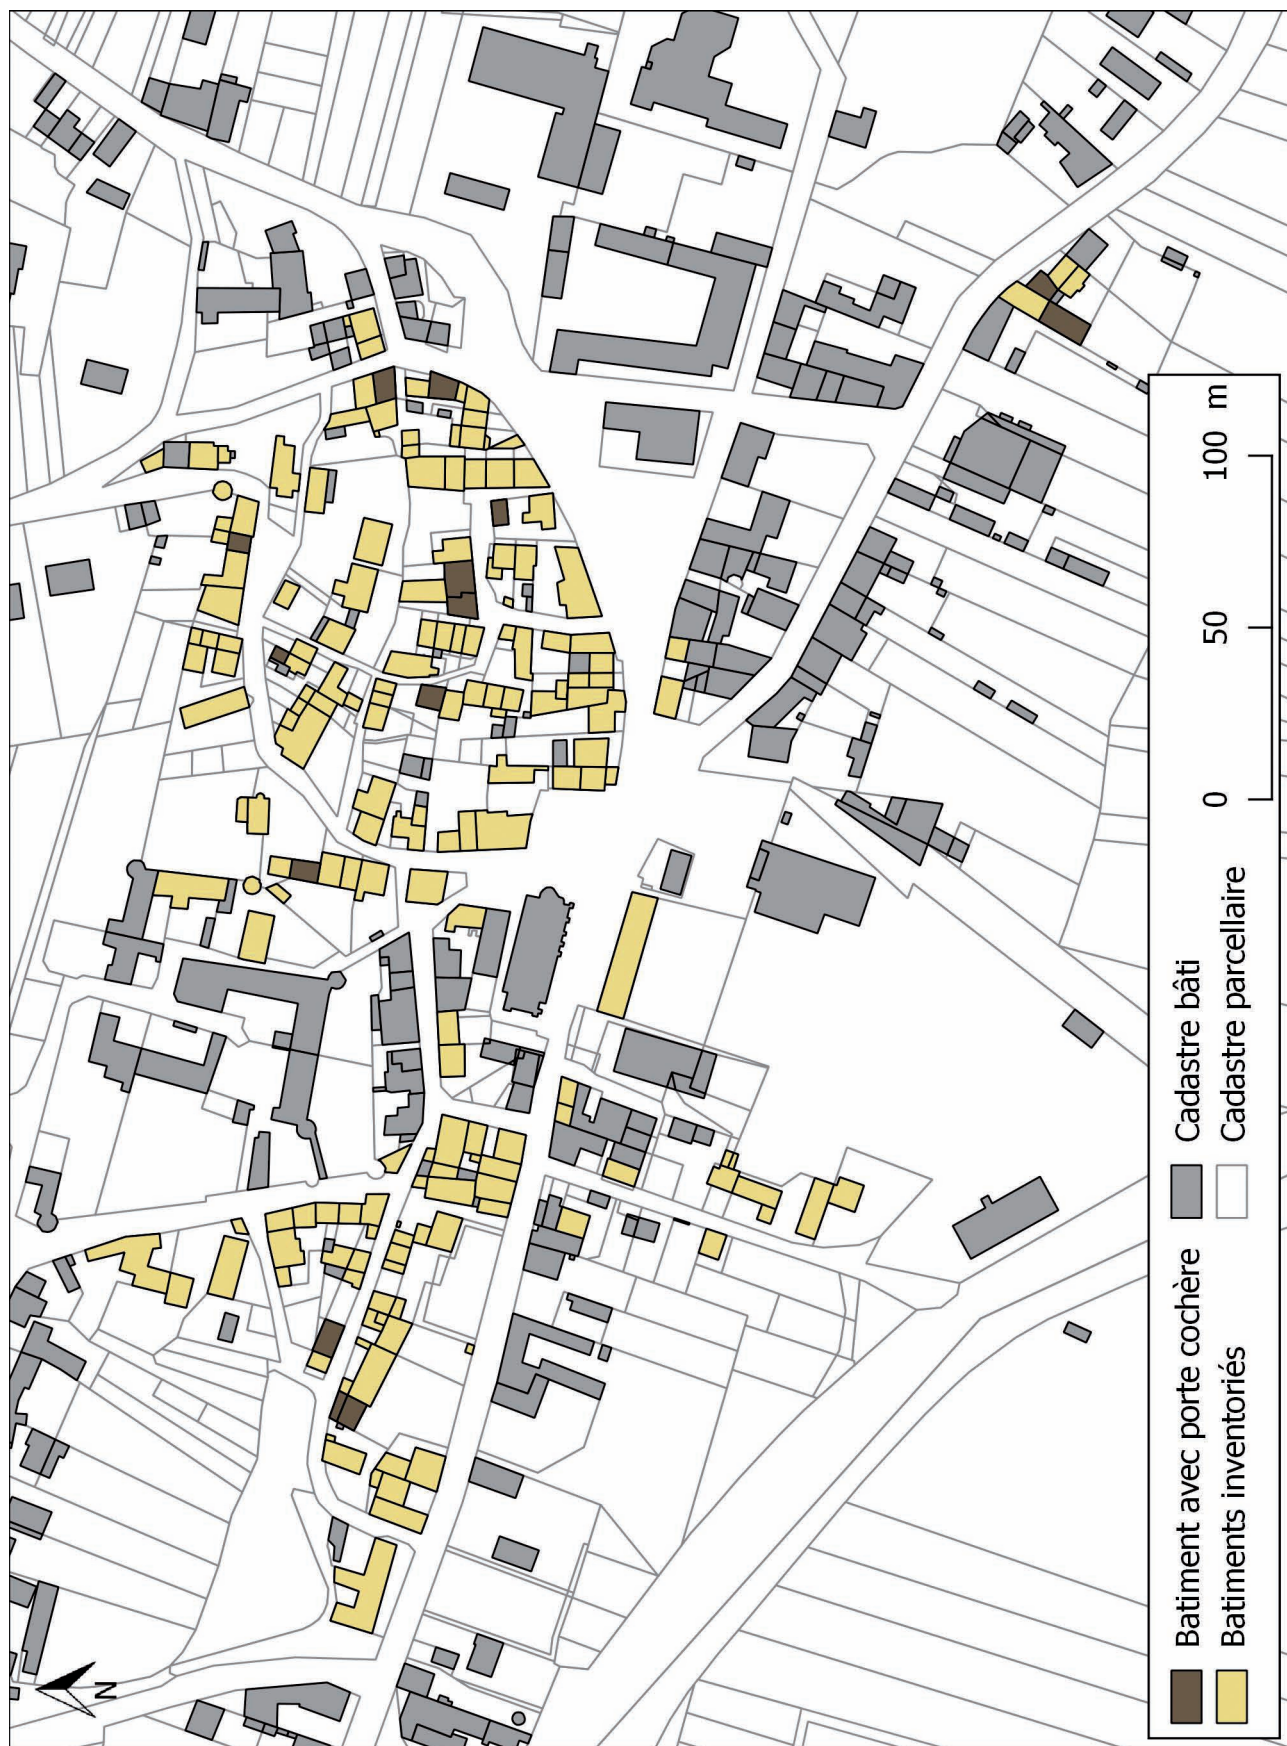 N
Batiment avec porte cochère
Batiments inventoriés
Cadastre bâti
Cadastre parcellaire
0 50 100 m